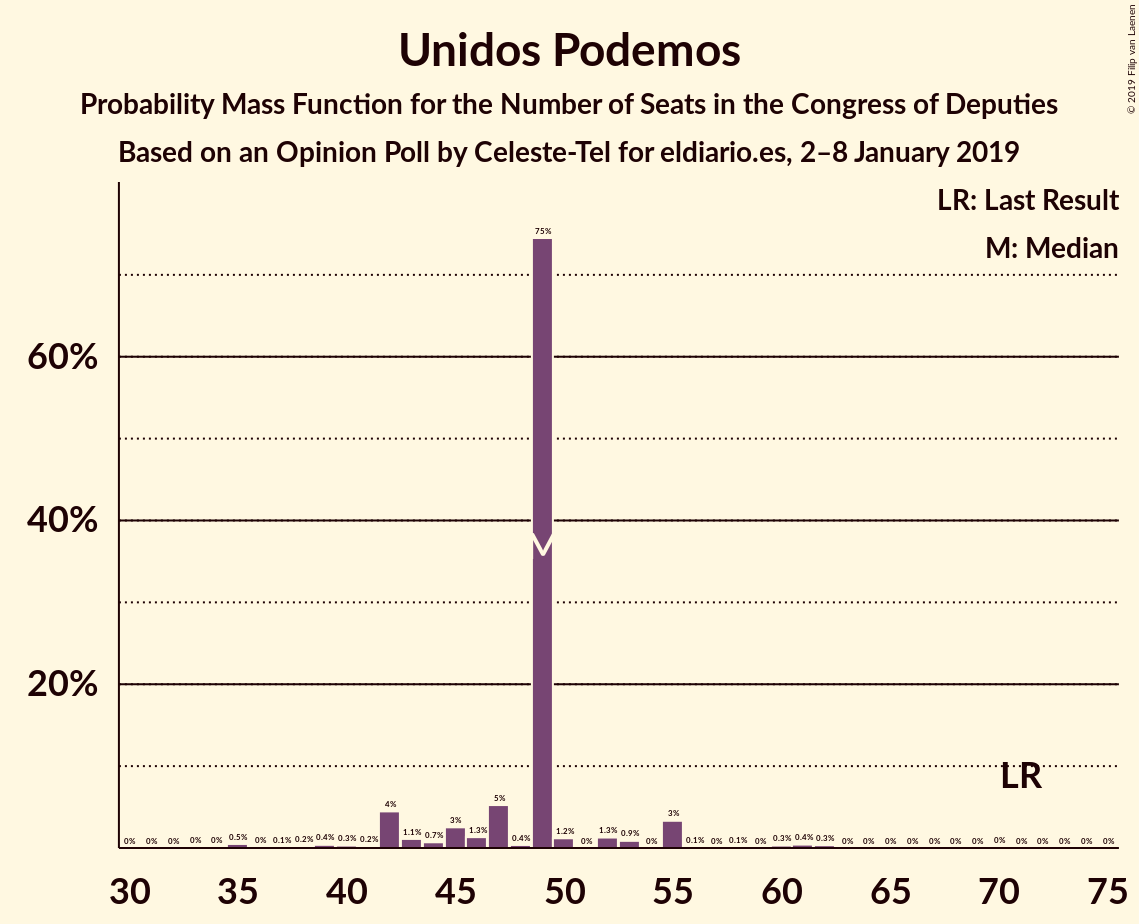 Unidos Podemos
Probability Mass Function for the Number of Seats in the Congress of Deputies
Based on an Opinion Poll by Celeste-Tel for eldiario.es, 2–8 January 2019
© 2019 Filip van Laenen
LR: Last Result
M: Median
75%
60%
40%
20%
LR
0% 0% 0% 0% 0% 0.5% 0% 0.1% 0.2% 0.4% 0.3% 0.2% 4% 1.1% 0.7% 3% 1.3% 5% 0.4% 1.2% 0% 1.3% 0.9% 0% 3% 0.1% 0% 0.1% 0% 0.3% 0.4% 0.3% 0% 0% 0% 0% 0% 0% 0% 0% 0% 0% 0% 0% 0%
30 35 40 45 50 55 60 65 70 75